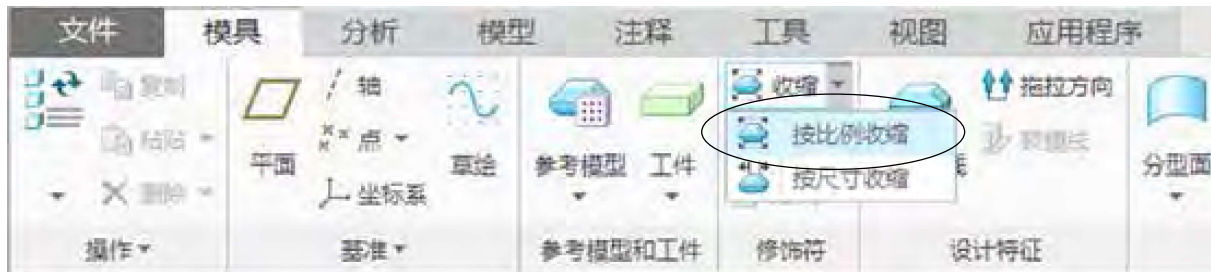 文件 模具 分析 模型 注释 工具 视图 应用程序
复制 轴 收缩 拖拉方向
粘贴 点 按比例收缩
平面 草绘 参考模型 工件 分型面
删除 坐标系 按尺寸收缩
操作 基准 参考模型和工件 修饰符 设计特征